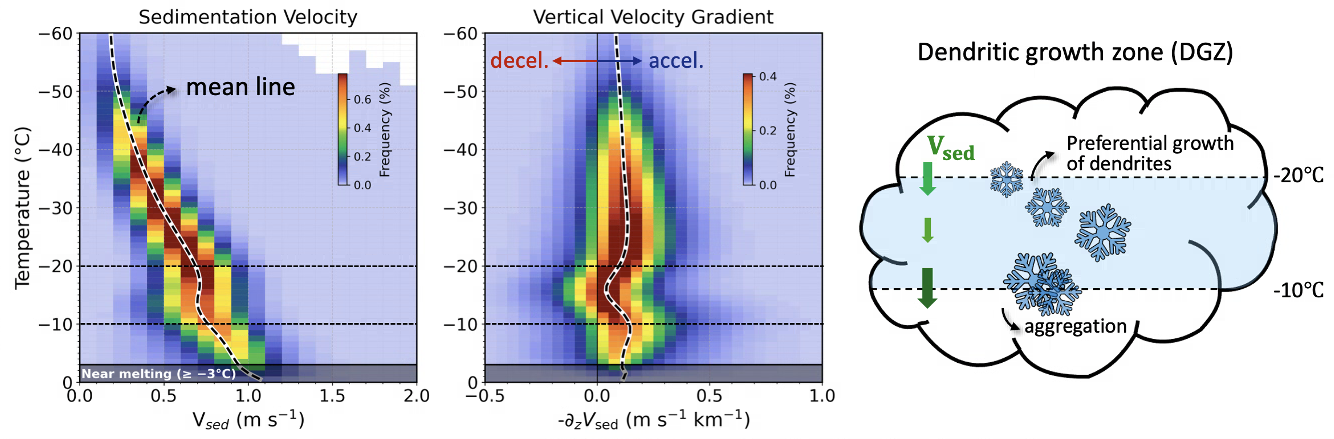 Sedimentation Velocity
−60
−50
−40
−30
−20
−10
0
Temperature (°C)
mean line
0.6
0.4
0.2
0.0
Frequency (%)
Near melting (≥ −3°C)
0
0.5
1.0
1.5
2.0
V_sed (m s⁻¹)
Vertical Velocity Gradient
−60
−50
−40
−30
−20
−10
0
decel.
accel.
0.4
0.2
0.0
Frequency (%)
−0.5
0.0
0.5
1.0
-∂_zV_sed (m s⁻¹ km⁻¹)
Dendritic growth zone (DGZ)
V_sed
Preferential growth
of dendrites
-20°C
-10°C
aggregation